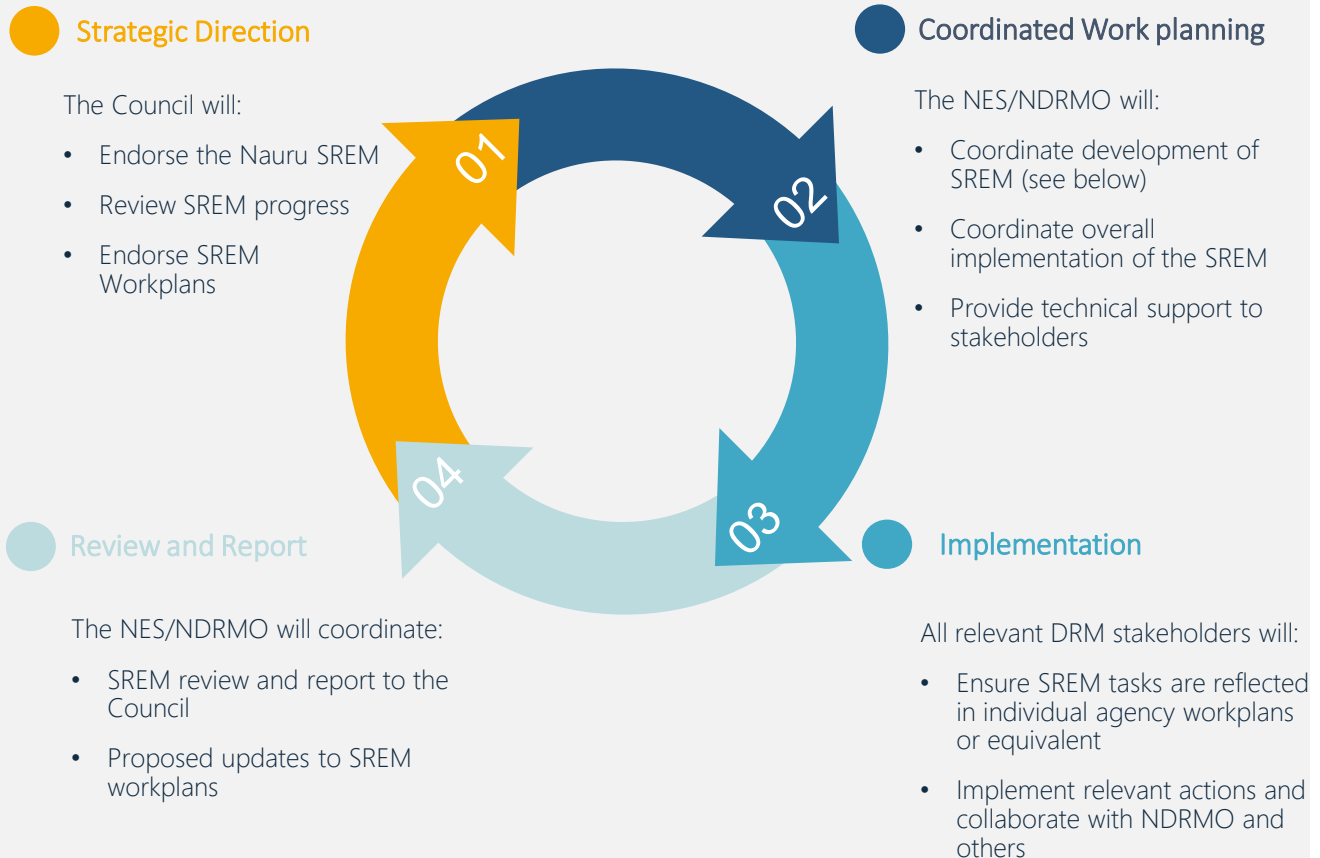 Strategic Direction
The Council will:
• Endorse the Nauru SREM
• Review SREM progress
• Endorse SREM
Workplans
Coordinated Work planning
The NES/NDRMO will:
• Coordinate development of
SREM (see below)
• Coordinate overall
implementation of the SREM
• Provide technical support to
stakeholders
01
02
03
04
Review and Report
The NES/NDRMO will coordinate:
• SREM review and report to the
Council
• Proposed updates to SREM
workplans
Implementation
All relevant DRM stakeholders will:
• Ensure SREM tasks are reflected
in individual agency workplans
or equivalent
• Implement relevant actions and
collaborate with NDRMO and
others